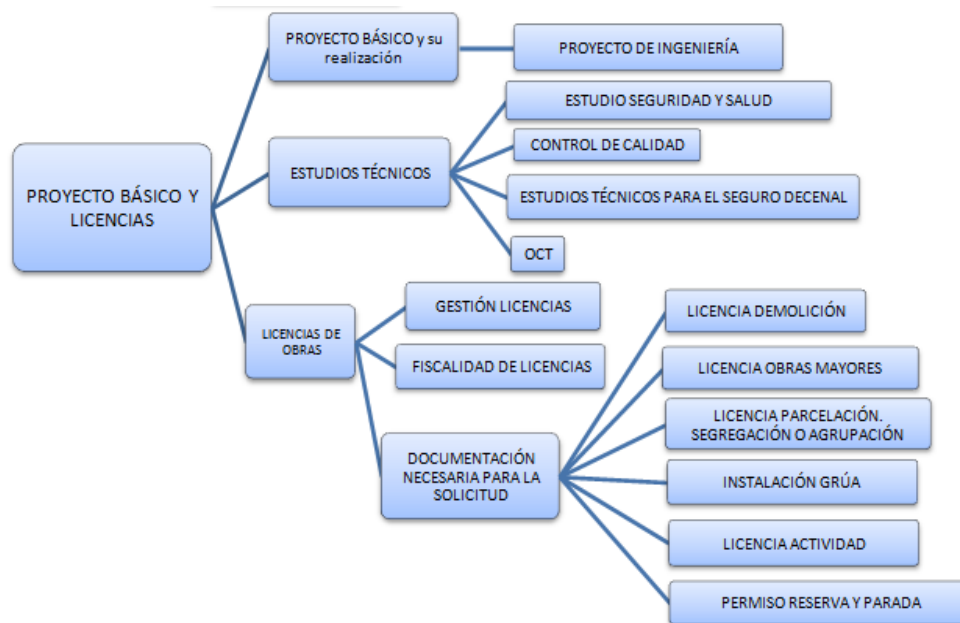 PROYECTO BÁSICO Y
LICENCIAS
PROYECTO BÁSICO y su
realización
PROYECTO DE INGENIERÍA
ESTUDIOS TÉCNICOS
ESTUDIO SEGURIDAD Y SALUD
CONTROL DE CALIDAD
ESTUDIOS TÉCNICOS PARA EL SEGURO DECENAL
OCT
LICENCIAS DE
OBRAS
GESTIÓN LICENCIAS
FISCALIDAD DE LICENCIAS
DOCUMENTACIÓN
NECESARIA PARA LA
SOLICITUD
LICENCIA DEMOLICIÓN
LICENCIA OBRAS MAYORES
LICENCIA PARCELACIÓN.
SEGREGACIÓN O AGRUPACIÓN
INSTALACIÓN GRÚA
LICENCIA ACTIVIDAD
PERMISO RESERVA Y PARADA